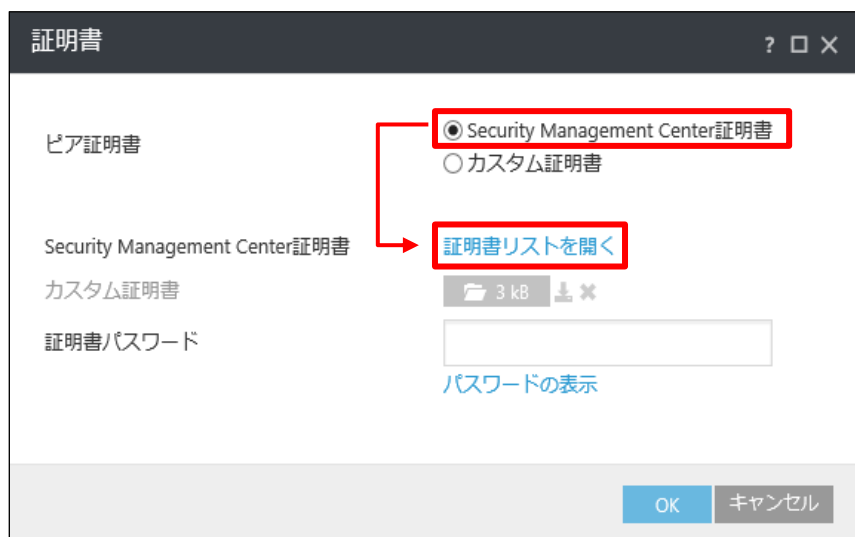 証明書
?
ピア証明書
Security Management Center証明書
カスタム証明書
Security Management Center証明書
証明書リストを開く
カスタム証明書
3 kB
証明書パスワード
パスワードの表示
OK
キャンセル